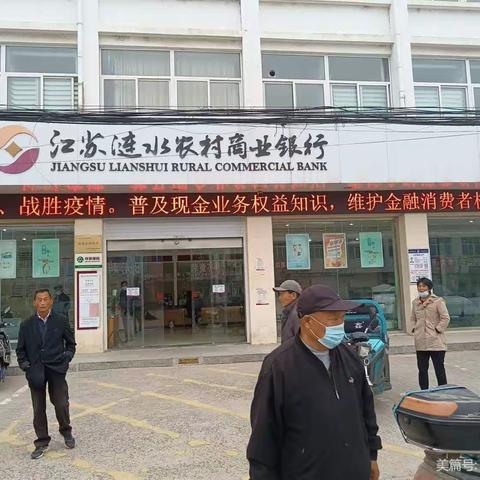 江苏涟水农村商业银行
JIANGSU LIANSHUI RURAL COMMERCIAL BANK
、战胜疫情。普及现金业务权益知识，维护金融消费者权
美篇号: